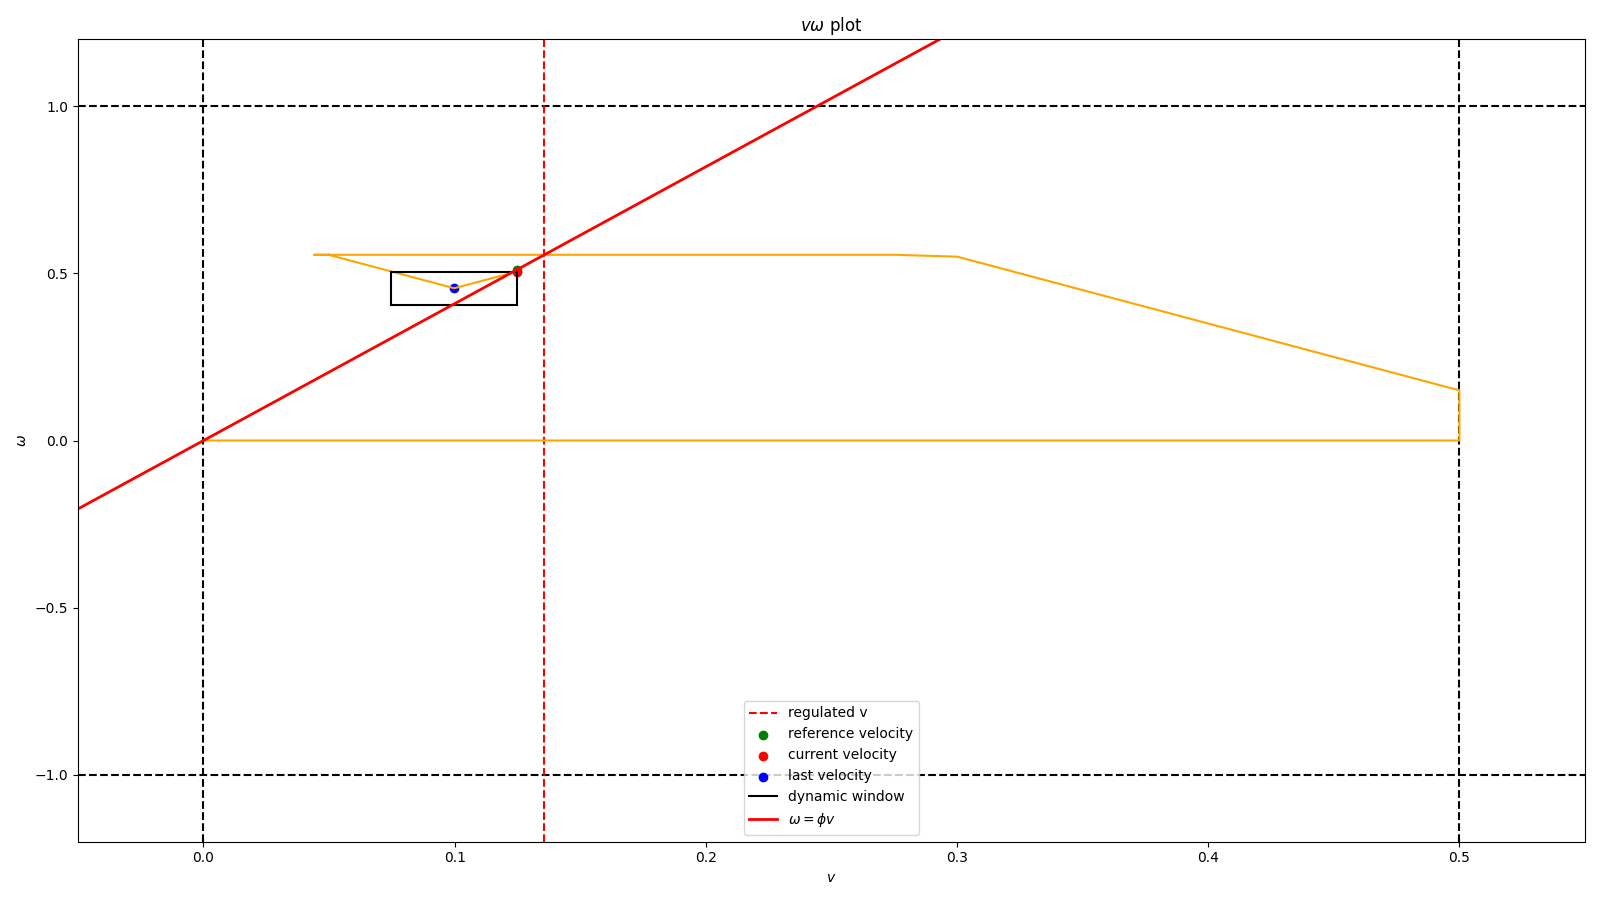 vω plot
1.0
0.5
0.0
−0.5
−1.0
ω
regulated v
reference velocity
current velocity
last velocity
dynamic window
ω = ϕv
0.0 0.1 0.2 0.3 0.4 0.5
v